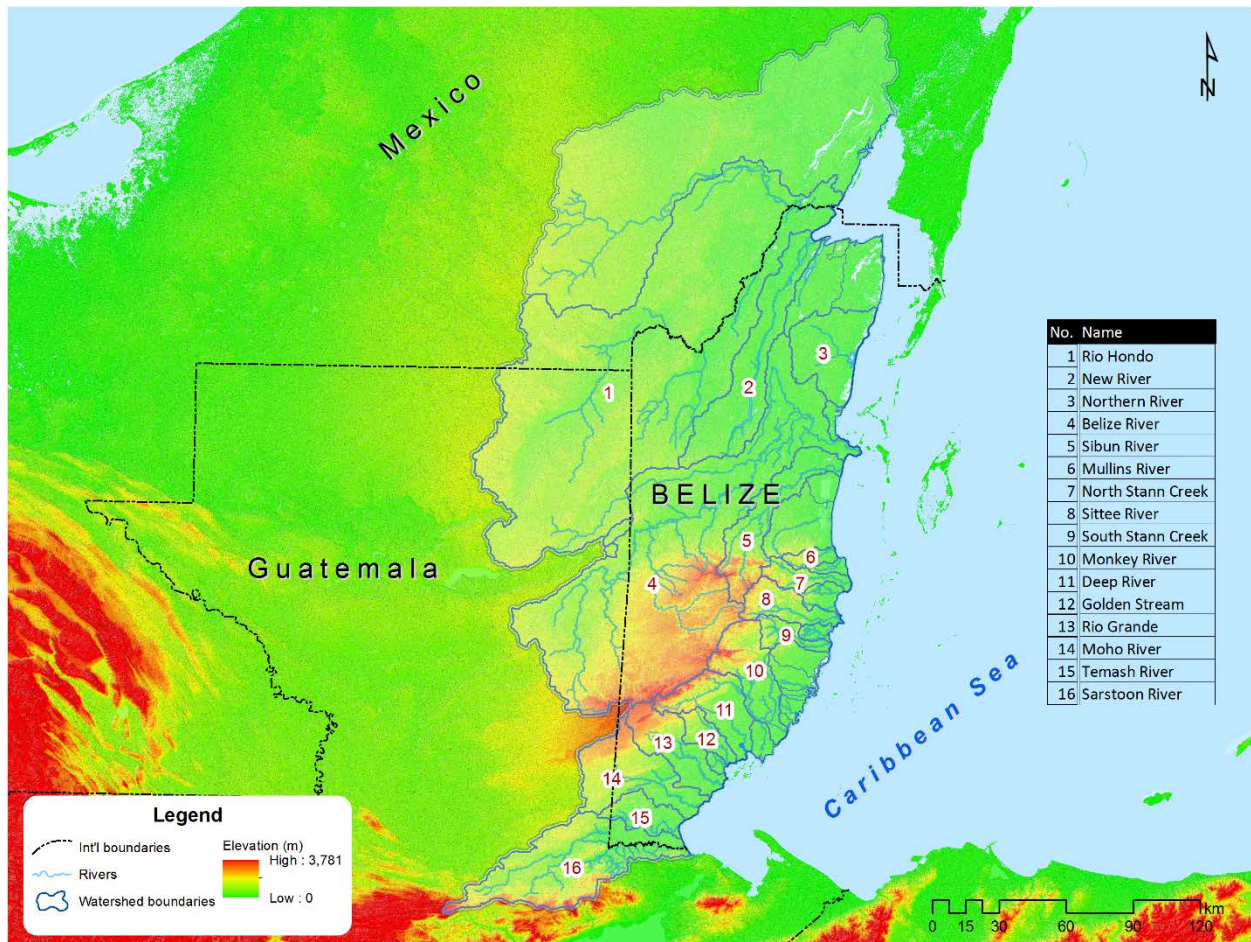 Mexico
N
BELIZE
Guatemala
Caribbean Sea
1
2
3
4
5
6
7
8
9
10
11
12
13
14
15
16
No. Name
1 Rio Hondo
2 New River
3 Northern River
4 Belize River
5 Sibun River
6 Mullins River
7 North Stann Creek
8 Sittee River
9 South Stann Creek
10 Monkey River
11 Deep River
12 Golden Stream
13 Rio Grande
14 Moho River
15 Temash River
16 Sarstoon River
Legend
Int'l boundaries
Rivers
Watershed boundaries
Elevation (m)
High : 3,781
Low : 0
km
0 15 30 60 90 120